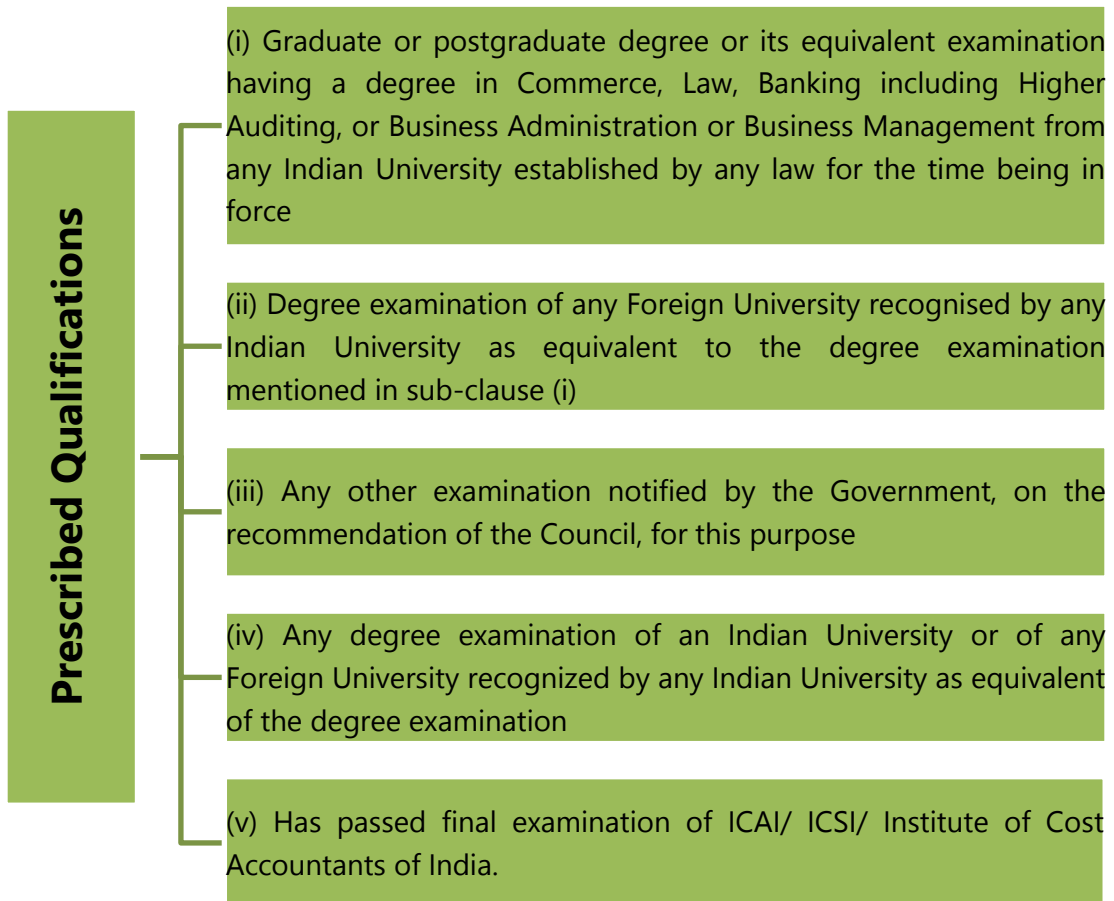 Prescribed Qualifications
(i) Graduate or postgraduate degree or its equivalent examination
having a degree in Commerce, Law, Banking including Higher
Auditing, or Business Administration or Business Management from
any Indian University established by any law for the time being in
force
(ii) Degree examination of any Foreign University recognised by any
Indian University as equivalent to the degree examination
mentioned in sub-clause (i)
(iii) Any other examination notified by the Government, on the
recommendation of the Council, for this purpose
(iv) Any degree examination of an Indian University or of any
Foreign University recognized by any Indian University as equivalent
of the degree examination
(v) Has passed final examination of ICAI/ ICSI/ Institute of Cost
Accountants of India.